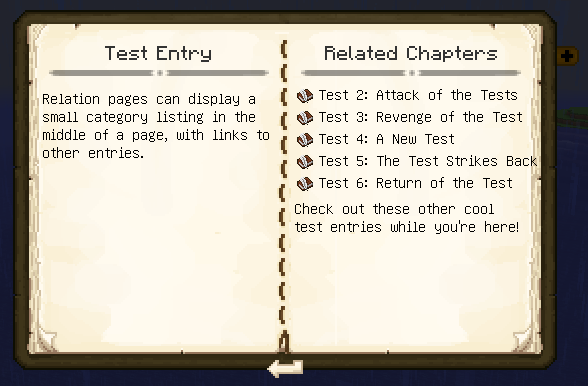 Test Entry
Relation pages can display a
small category listing in the
middle of a page, with links to
other entries.
Related Chapters
Test 2: Attack of the Tests
Test 3: Revenge of the Test
Test 4: A New Test
Test 5: The Test Strikes Back
Test 6: Return of the Test
Check out these other cool
test entries while you're here!